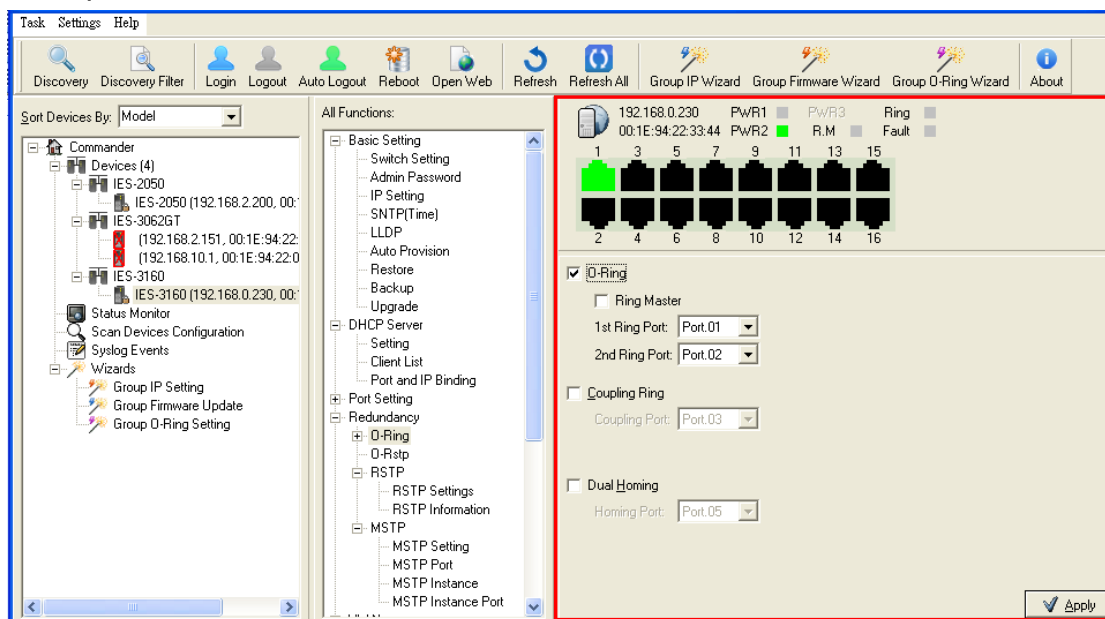 Task Settings Help
Discovery Discovery Filter Login Logout Auto Logout Reboot Open Web Refresh Refresh All Group IP Wizard Group Firmware Wizard Group O-Ring Wizard About
Sort Devices By: Model
Commander
Devices (4)
IES-2050
IES-2050 (192.168.2.200, 00:
IES-3062GT
(192.168.2.151, 00:1E:94:22:
(192.168.10.1, 00:1E:94:22:0
IES-3160
IES-3160 (192.168.0.230, 00:
Status Monitor
Scan Devices Configuration
Syslog Events
Wizards
Group IP Setting
Group Firmware Update
Group O-Ring Setting
All Functions:
Basic Setting
Switch Setting
Admin Password
IP Setting
SNTP(Time)
LLDP
Auto Provision
Restore
Backup
Upgrade
DHCP Server
Setting
Client List
Port and IP Binding
Port Setting
Redundancy
O-Ring
O-Rstp
RSTP
RSTP Settings
RSTP Information
MSTP
MSTP Setting
MSTP Port
MSTP Instance
MSTP Instance Port
192.168.0.230 PWR1 PWR3 Ring
00:1E:94:22:33:44 PWR2 R.M Fault
1 3 5 7 9 11 13 15
2 4 6 8 10 12 14 16
O-Ring
Ring Master
1st Ring Port: Port.01
2nd Ring Port: Port.02
Coupling Ring
Coupling Port: Port.03
Dual Homing
Homing Port: Port.05
Apply